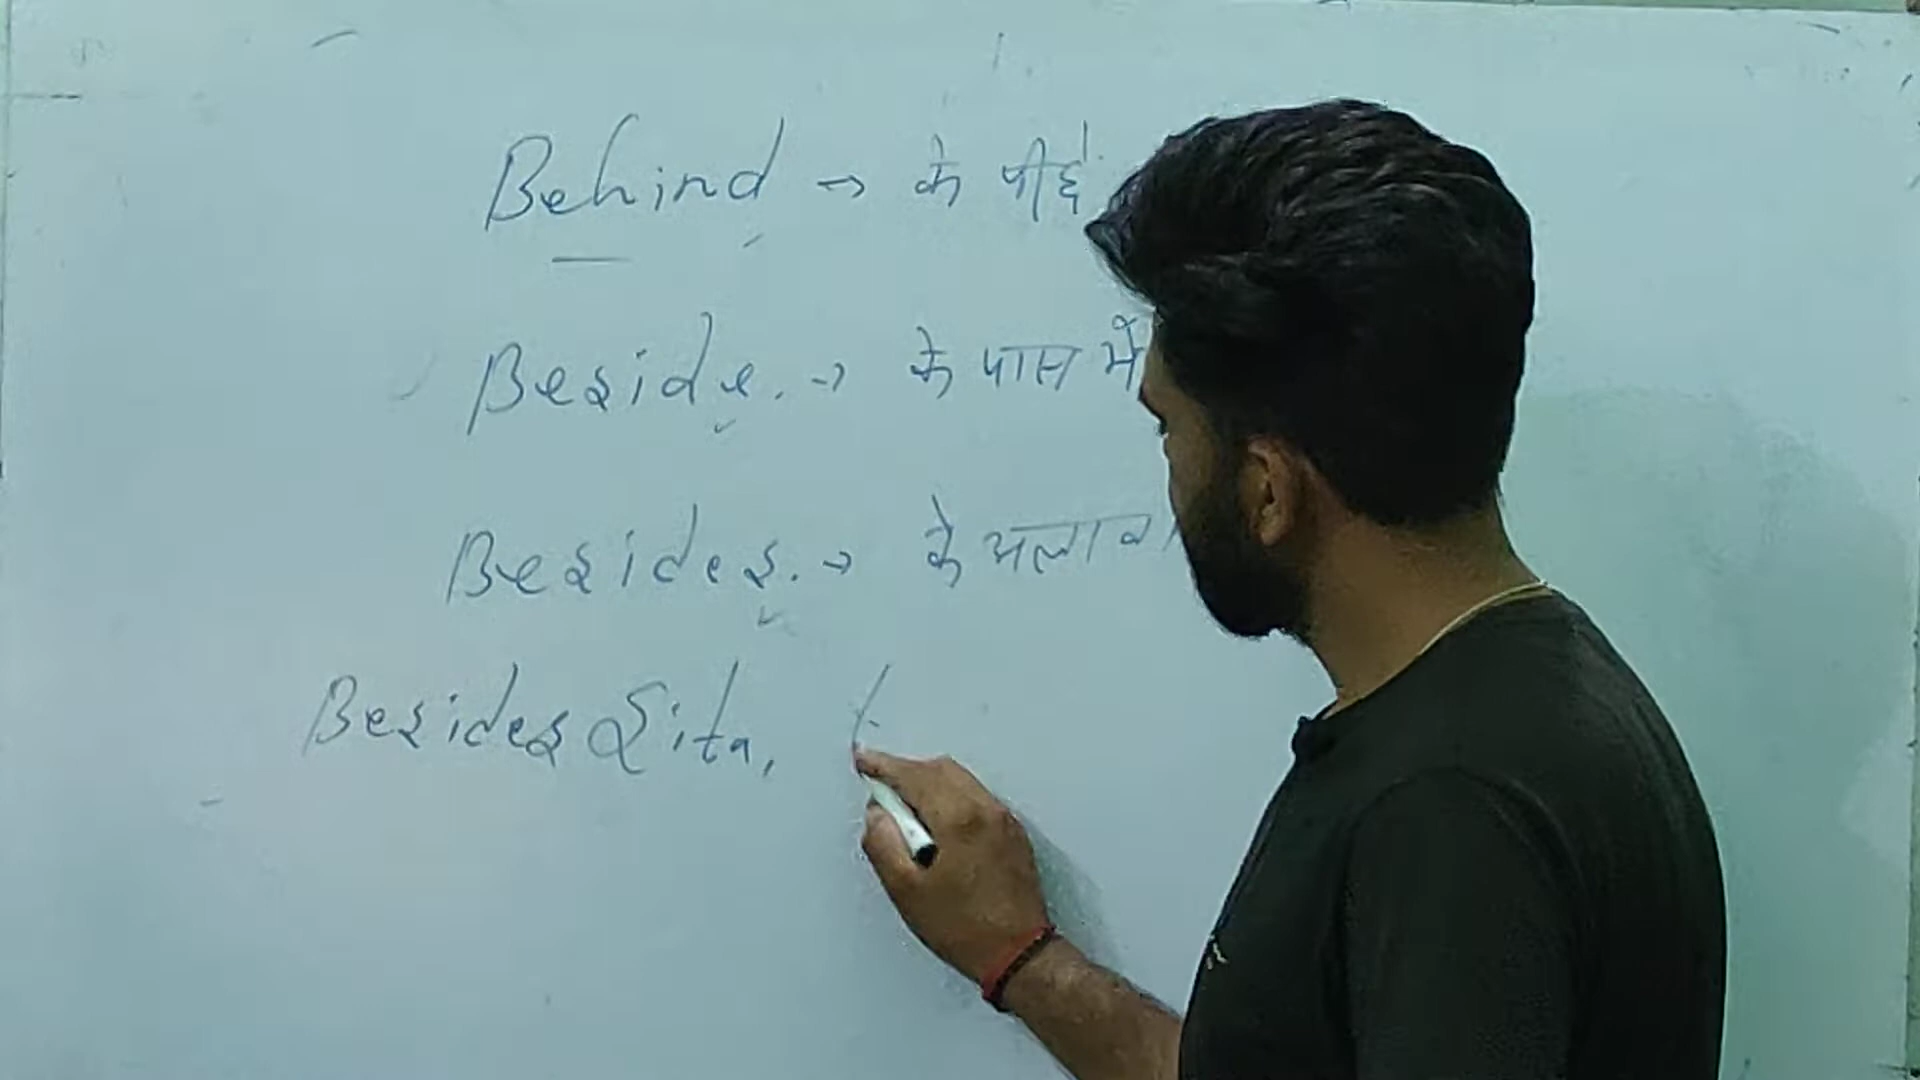 Behind → के पीछे
Beside. → के पास में
Besides. → के अलावा
Besides Sita,